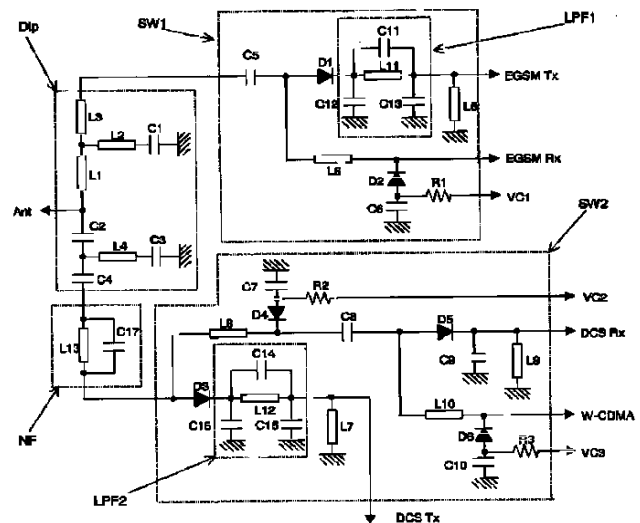 Dip
SW1
LPF1
C11
C5
D1
L11
EGSM Tx
C12
C13
L5
L3
L2
C1
L6
EGSM Rx
L1
D2
R1
VC1
C6
SW2
Ant
C2
L4
C3
C4
C7
R2
VC2
D4
L8
C8
D5
DCS Rx
C17
L13
C9
L9
C14
D3
L12
L10
W-CDMA
C15
C16
L7
D6
R3
VC3
C10
NF
LPF2
DCS Tx